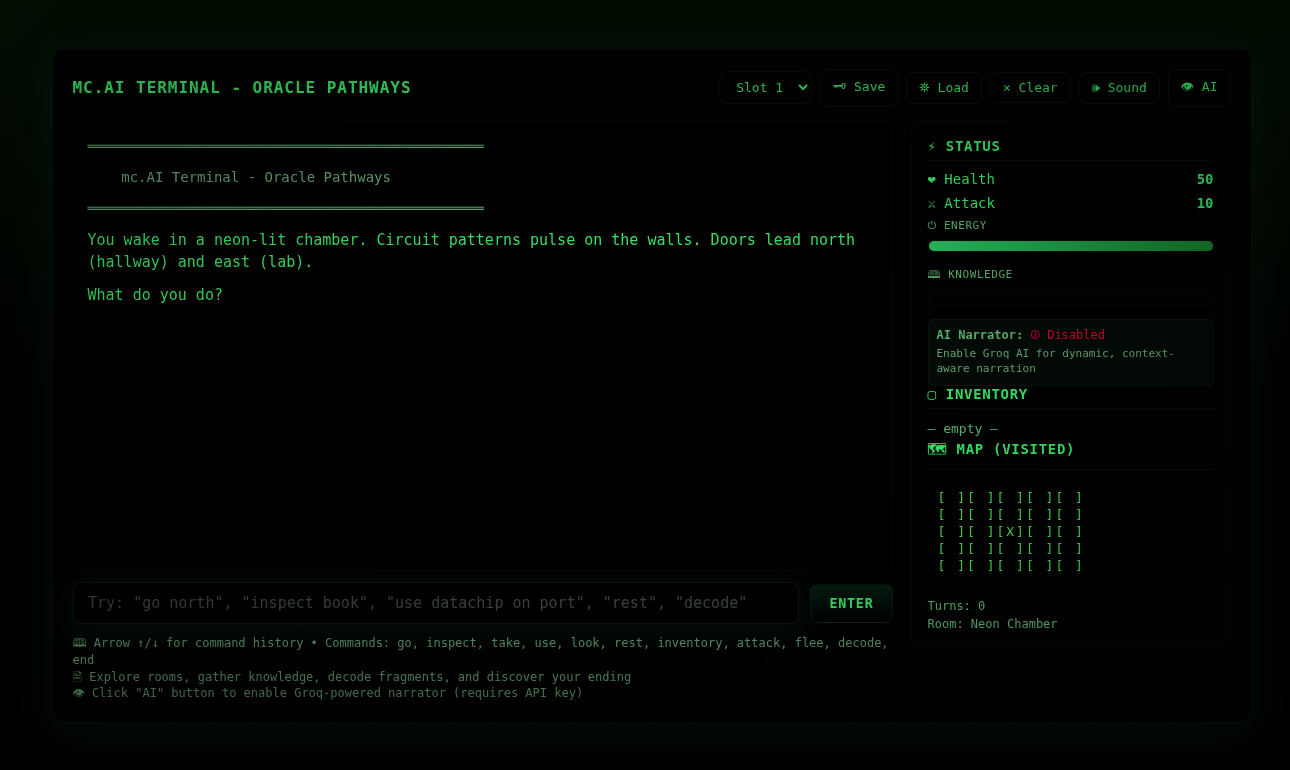 MC.AI TERMINAL - ORACLE PATHWAYS
Slot 1
Save
Load
Clear
Sound
AI
mc.AI Terminal - Oracle Pathways
You wake in a neon-lit chamber. Circuit patterns pulse on the walls. Doors lead north
(hallway) and east (lab).
What do you do?
Try: "go north", "inspect book", "use datachip on port", "rest", "decode"
ENTER
Arrow ↑/↓ for command history • Commands: go, inspect, take, use, look, rest, inventory, attack, flee, decode,
end
Explore rooms, gather knowledge, decode fragments, and discover your ending
Click "AI" button to enable Groq-powered narrator (requires API key)
STATUS
Health 50
Attack 10
ENERGY
KNOWLEDGE
AI Narrator: Disabled
Enable Groq AI for dynamic, context-
aware narration
INVENTORY
— empty —
MAP (VISITED)
[ ][ ][ ][ ][ ]
[ ][ ][ ][ ][ ]
[ ][ ][X][ ][ ]
[ ][ ][ ][ ][ ]
[ ][ ][ ][ ][ ]
Turns: 0
Room: Neon Chamber